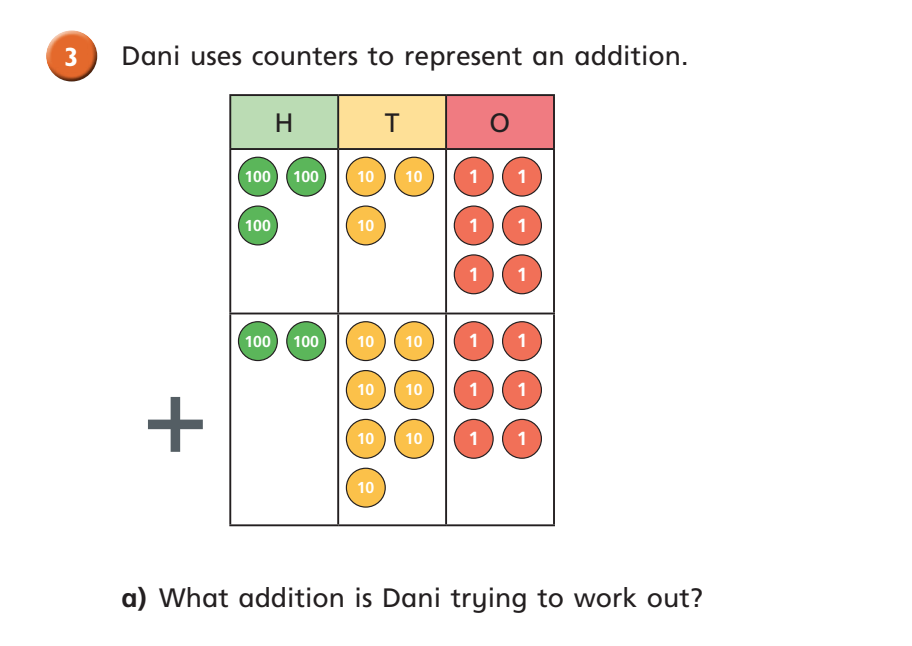 3 Dani uses counters to represent an addition.
H T O
100 100 10 10 1 1
100 10 1 1
1 1
100 100 10 10 1 1
10 10 1 1
+
10 10 1 1
10
a) What addition is Dani trying to work out?